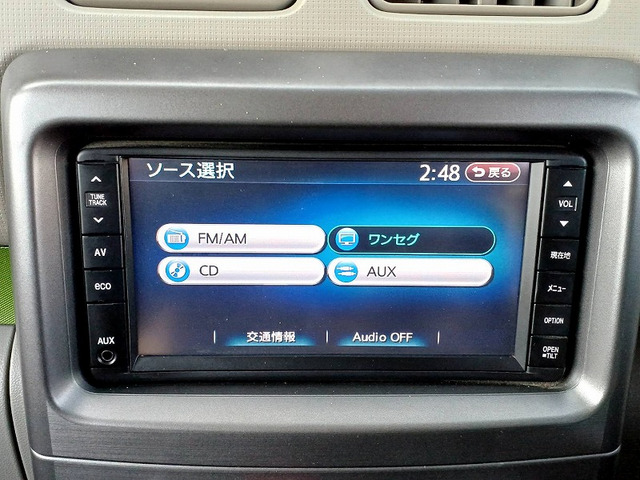 ソース選択
2:48
戻る
FM/AM
ワンセグ
CD
AUX
交通情報
Audio OFF
TUNE
TRACK
AV
eco
AUX
VOL
現在地
メニュー
OPTION
OPEN
TILT